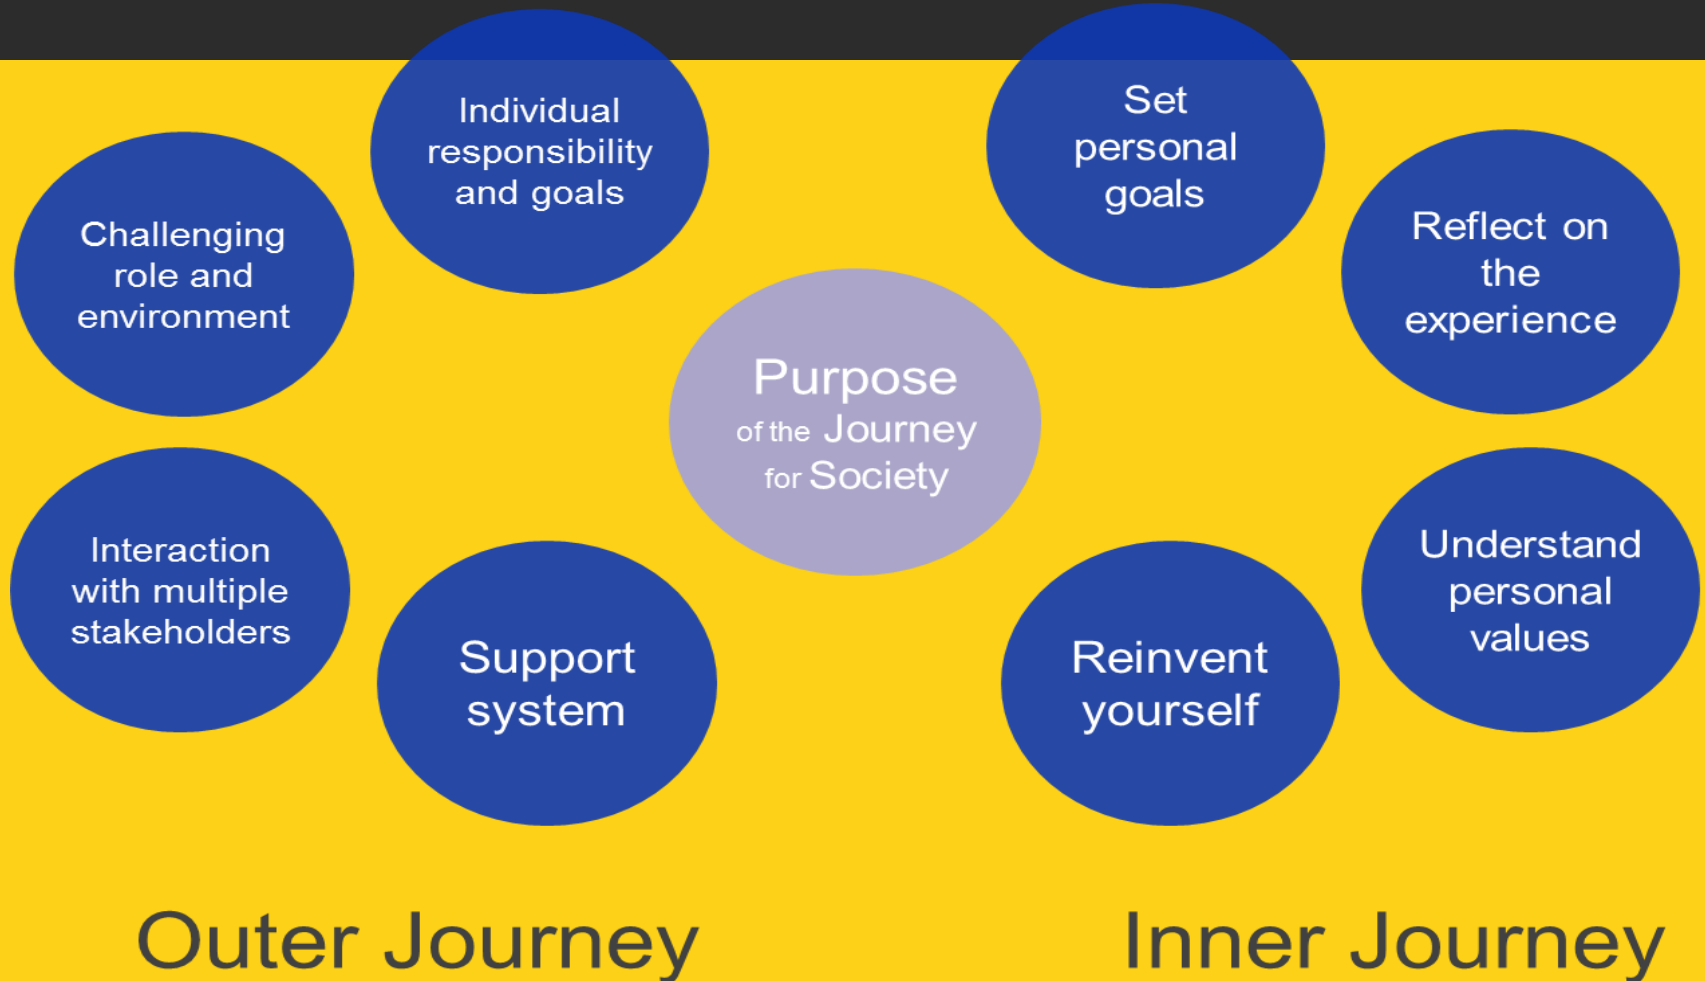 Individual
responsibility
and goals
Challenging
role and
environment
Interaction
with multiple
stakeholders
Support
system
Purpose
of the Journey
for Society
Set
personal
goals
Reflect on
the
experience
Understand
personal
values
Reinvent
yourself
Outer Journey
Inner Journey